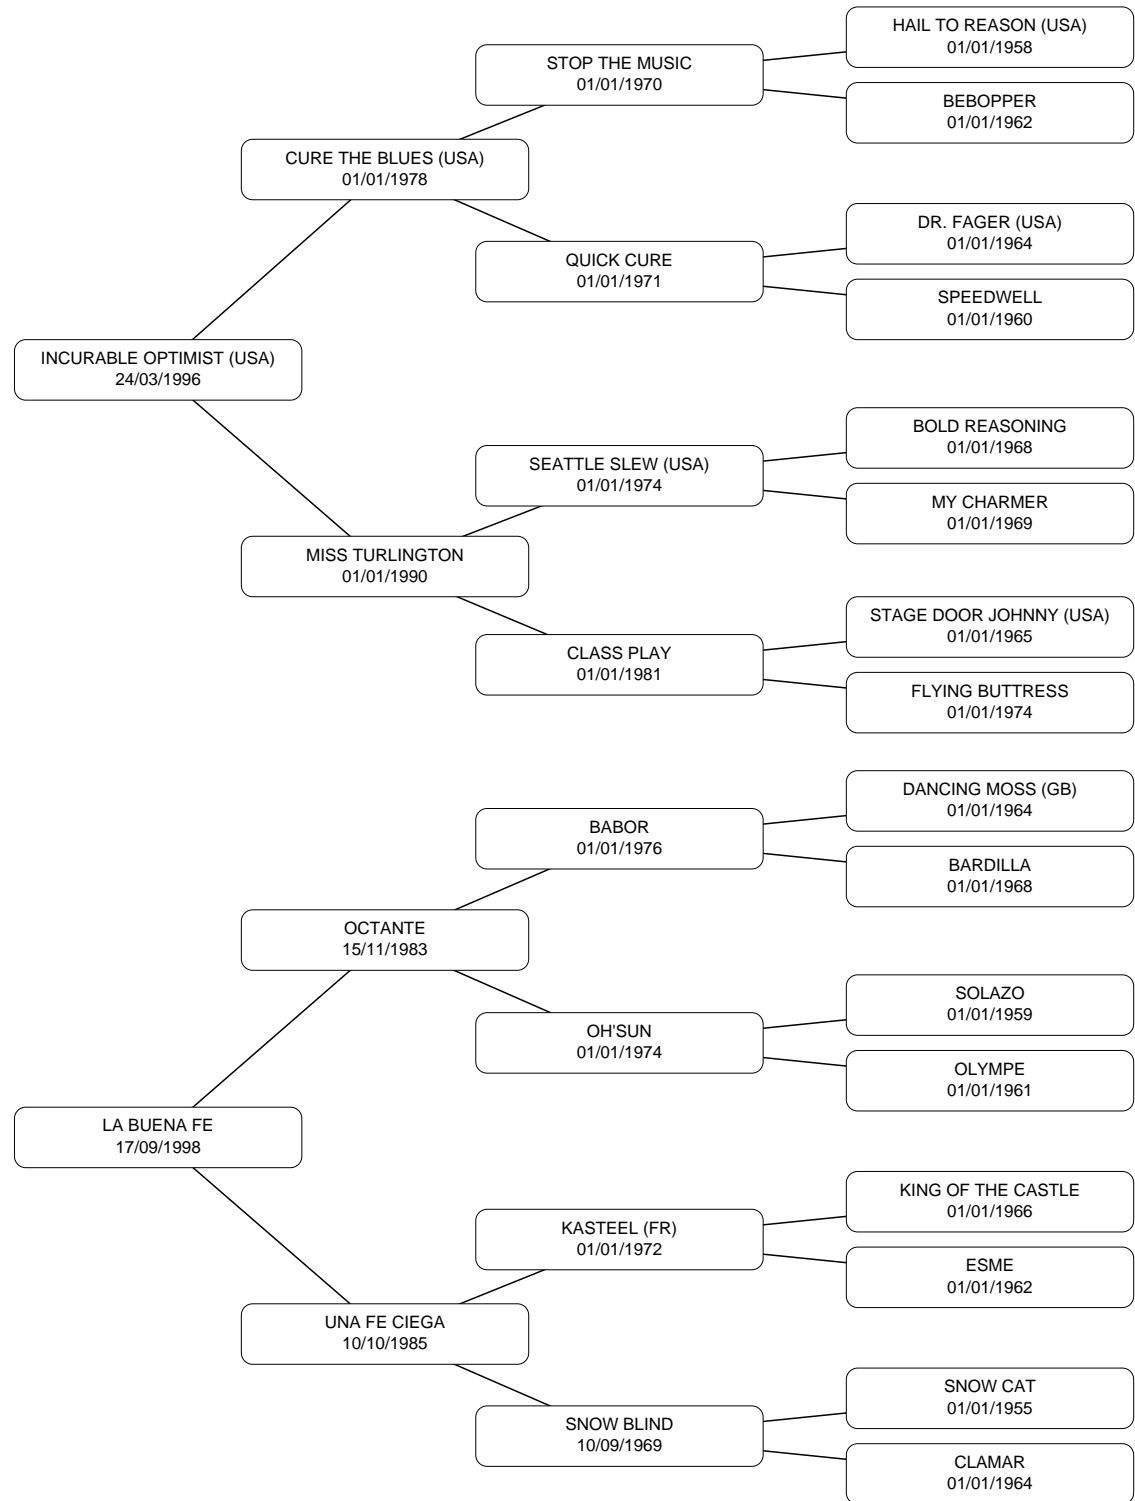 HAIL TO REASON (USA)
01/01/1958
STOP THE MUSIC
01/01/1970
BEBOPPER
01/01/1962
CURE THE BLUES (USA)
01/01/1978
DR. FAGER (USA)
01/01/1964
QUICK CURE
01/01/1971
SPEEDWELL
01/01/1960
INCURABLE OPTIMIST (USA)
24/03/1996
BOLD REASONING
01/01/1968
SEATTLE SLEW (USA)
01/01/1974
MY CHARMER
01/01/1969
MISS TURLINGTON
01/01/1990
STAGE DOOR JOHNNY (USA)
01/01/1965
CLASS PLAY
01/01/1981
FLYING BUTTRESS
01/01/1974
DANCING MOSS (GB)
01/01/1964
BABOR
01/01/1976
BARDILLA
01/01/1968
OCTANTE
15/11/1983
SOLAZO
01/01/1959
OH'SUN
01/01/1974
OLYMPE
01/01/1961
LA BUENA FE
17/09/1998
KING OF THE CASTLE
01/01/1966
KASTEEL (FR)
01/01/1972
ESME
01/01/1962
UNA FE CIEGA
10/10/1985
SNOW CAT
01/01/1955
SNOW BLIND
10/09/1969
CLAMAR
01/01/1964